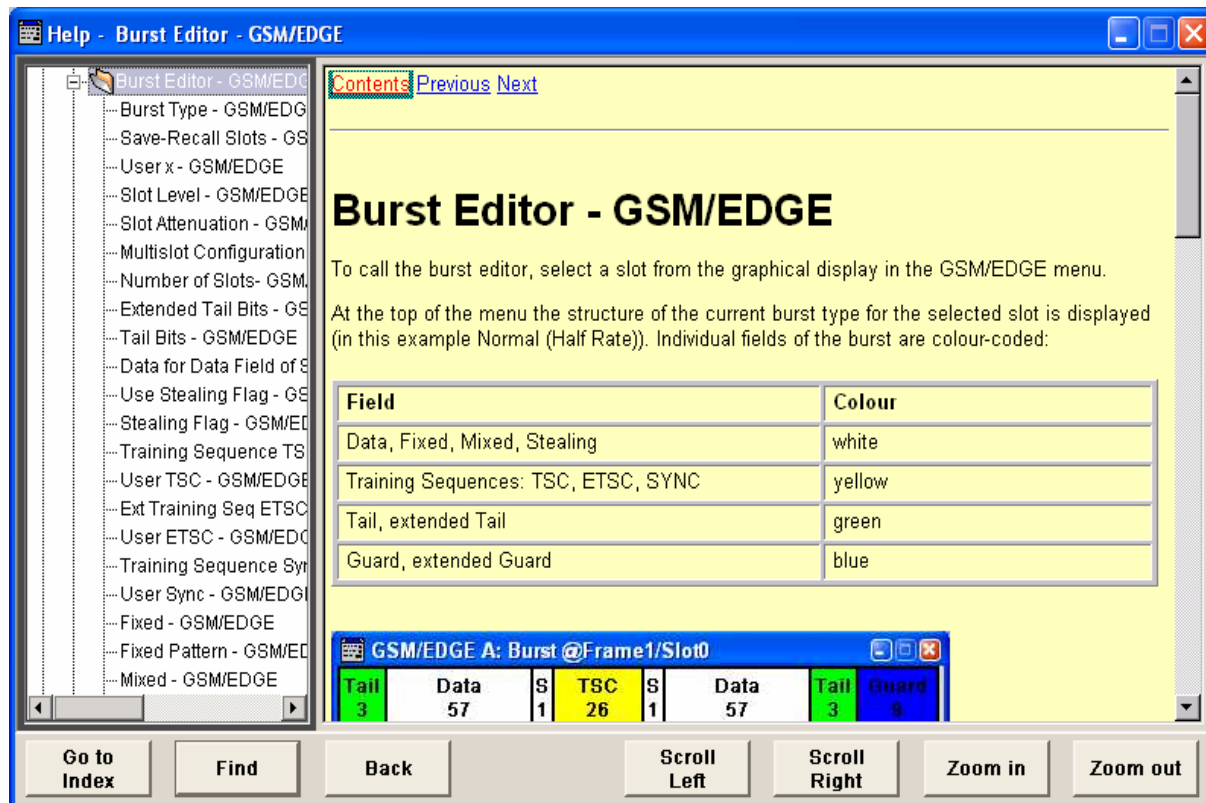 Help - Burst Editor - GSM/EDGE
Burst Editor - GSM/EDG
Burst Type - GSM/EDG
Save-Recall Slots - GS
User x - GSM/EDGE
Slot Level - GSM/EDGE
Slot Attenuation - GSM/
Multislot Configuration
Number of Slots- GSM.
Extended Tail Bits - GS
Tail Bits - GSM/EDGE
Data for Data Field of S
Use Stealing Flag - GS
Stealing Flag - GSM/ED
Training Sequence TS
User TSC - GSM/EDGE
Ext Training Seq ETSC
User ETSC - GSM/EDG
Training Sequence Syn
User Sync - GSM/EDGI
Fixed - GSM/EDGE
Fixed Pattern - GSM/ED
Mixed - GSM/EDGE
Contents Previous Next
Burst Editor - GSM/EDGE
To call the burst editor, select a slot from the graphical display in the GSM/EDGE menu.
At the top of the menu the structure of the current burst type for the selected slot is displayed
(in this example Normal (Half Rate)). Individual fields of the burst are colour-coded:
Field Colour
Data, Fixed, Mixed, Stealing white
Training Sequences: TSC, ETSC, SYNC yellow
Tail, extended Tail green
Guard, extended Guard blue
GSM/EDGE A: Burst @Frame1/Slot0
Tail Data S TSC S Data Tail Guard
3 57 1 26 1 57 3 9
Go to
Index
Find
Back
Scroll
Left
Scroll
Right
Zoom in
Zoom out